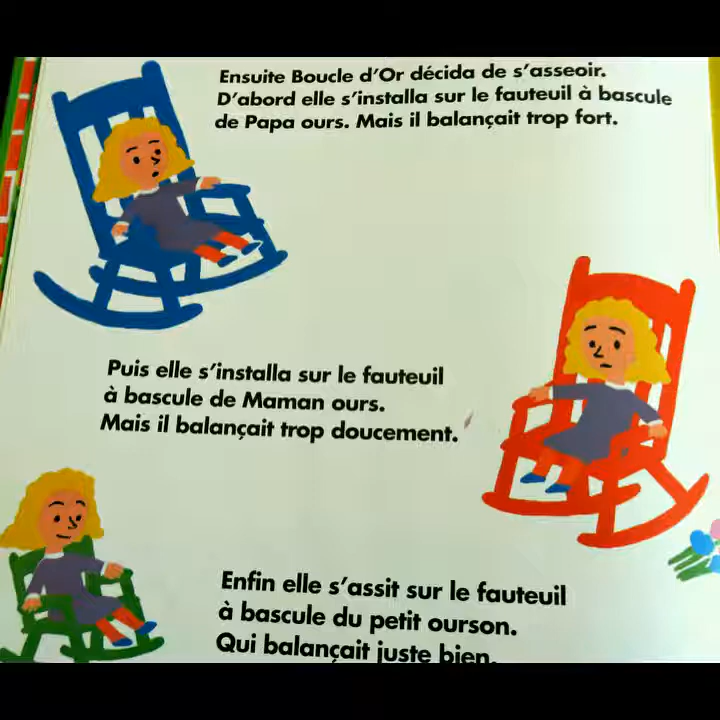 Ensuite Boucle d'Or décida de s'asseoir.
D'abord elle s'installa sur le fauteuil à bascule
de Papa ours. Mais il balançait trop fort.
Puis elle s'installa sur le fauteuil
à bascule de Maman ours.
Mais il balançait trop doucement.
Enfin elle s'assit sur le fauteuil
à bascule du petit ourson.
Qui balançait juste bien.